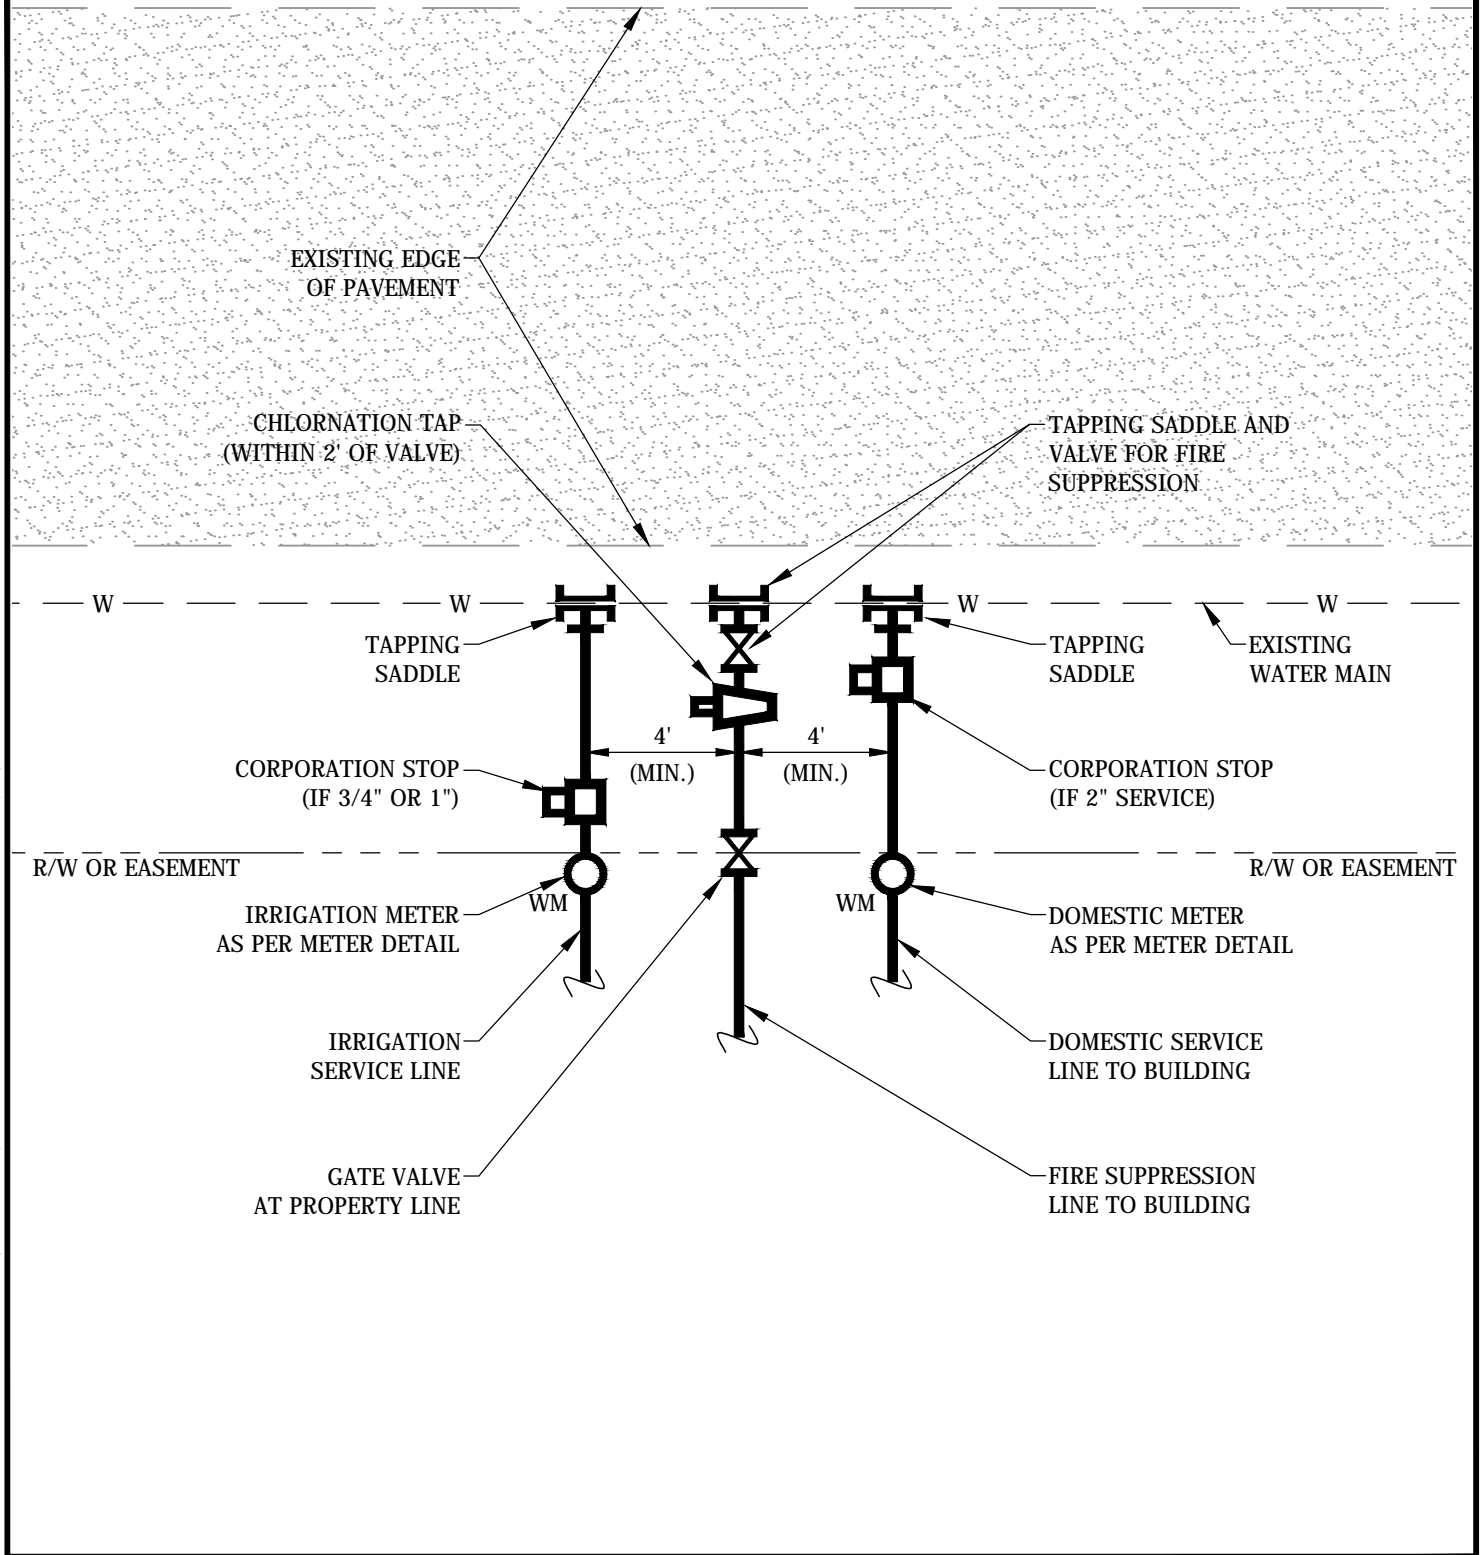 EXISTING EDGE
OF PAVEMENT
CHLORNATION TAP
(WITHIN 2' OF VALVE)
TAPPING SADDLE AND
VALVE FOR FIRE
SUPPRESSION
W
W
W
W
TAPPING
SADDLE
TAPPING
SADDLE
EXISTING
WATER MAIN
4'
(MIN.)
4'
(MIN.)
CORPORATION STOP
(IF 3/4" OR 1")
CORPORATION STOP
(IF 2" SERVICE)
R/W OR EASEMENT
R/W OR EASEMENT
WM
WM
IRRIGATION METER
AS PER METER DETAIL
DOMESTIC METER
AS PER METER DETAIL
IRRIGATION
SERVICE LINE
DOMESTIC SERVICE
LINE TO BUILDING
GATE VALVE
AT PROPERTY LINE
FIRE SUPPRESSION
LINE TO BUILDING